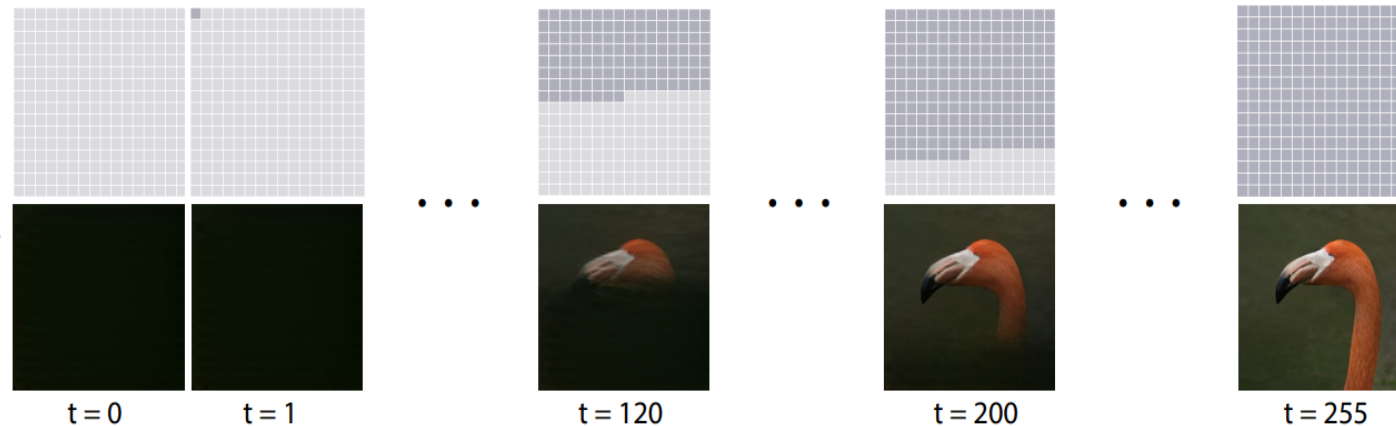 t = 0 t = 1 t = 120 t = 200 t = 255